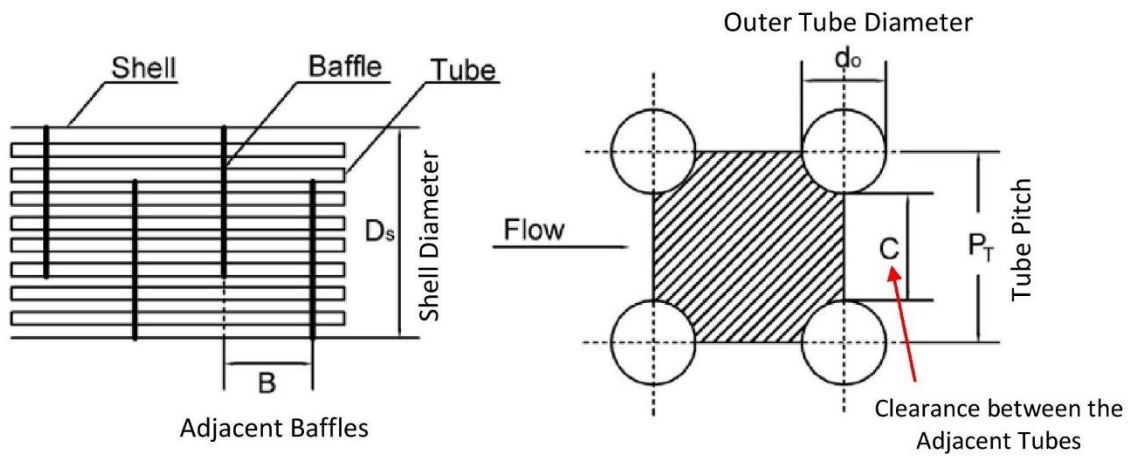 Shell
Baffle
Tube
Ds
Shell Diameter
B
Adjacent Baffles
Outer Tube Diameter
do
Flow
C
PT
Tube Pitch
Clearance between the
Adjacent Tubes